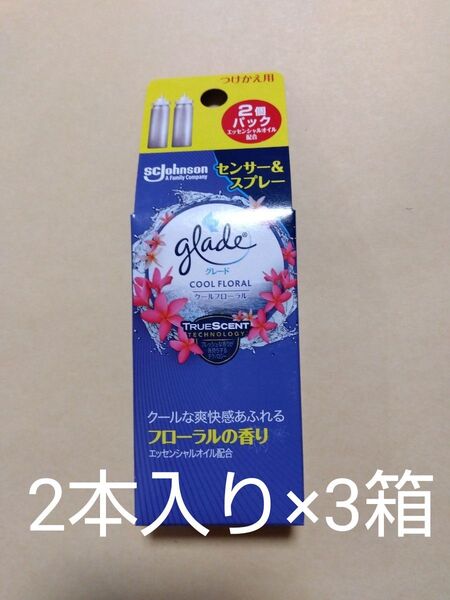 つけかえ用
2個
パック
エッセンシャルオイル
配合
SCJohnson
A Family Company
センサー&
スプレー
glade®
グレード
COOL FLORAL
クールフローラル
TRUESCENT
TECHNOLOGY
クールな爽快感あふれる
フローラルの香り
エッセンシャルオイル配合
2本入り×3箱